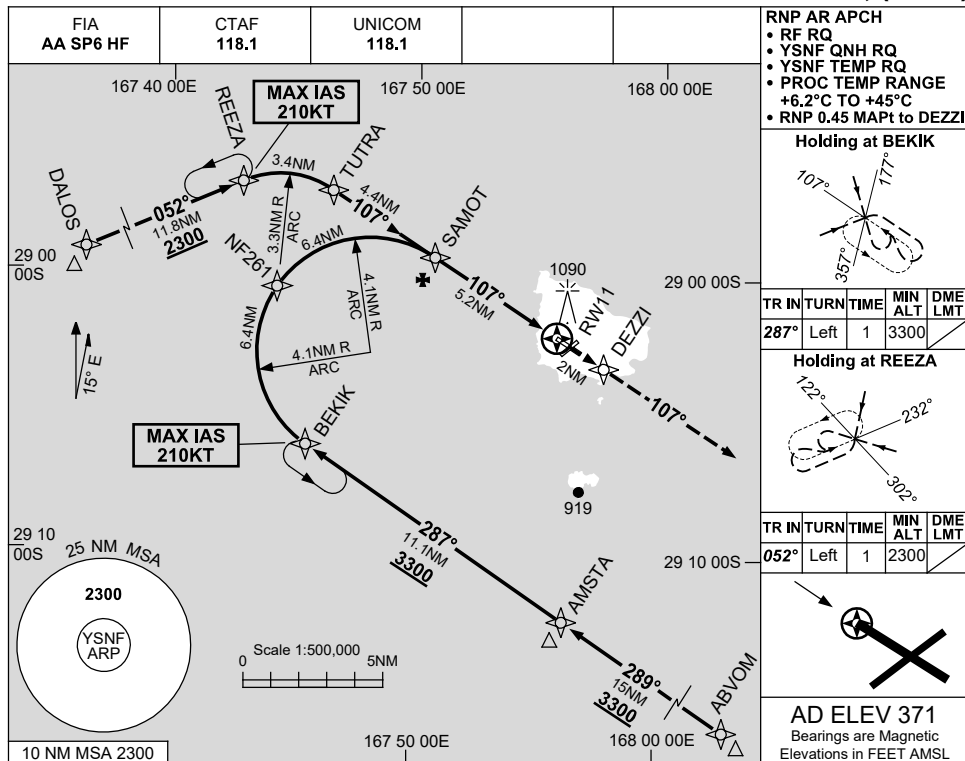 FIA
AA SP6 HF
CTAF
118.1
UNICOM
118.1
RNP AR APCH
• RF RQ
• YSNF QNH RQ
• YSNF TEMP RQ
• PROC TEMP RANGE
+6.2°C TO +45°C
• RNP 0.45 MAPt to DEZZI
167 40 00E
167 50 00E
168 00 00E
MAX IAS
210KT
REEZA
3.4NM
TUTRA
DALOS
052°
11.8NM
2300
4.4NM
107°
SAMOT
3.3NM R
ARC
NF261
6.4NM
4.1NM R
ARC
29 00
00S
29 00 00S
107°
5.2NM
1090
RW11
DEZZI
2NM
107°
15° E
6.4NM
4.1NM R
ARC
BEKIK
MAX IAS
210KT
919
287°
11.1NM
3300
29 10
00S
29 10 00S
AMSTA
289°
15NM
3300
ABVOM
25 NM MSA
2300
YSNF
ARP
10 NM MSA 2300
Scale 1:500,000
0
5NM
167 50 00E
168 00 00E
Holding at BEKIK
107°
177°
357°
TR IN TURN TIME MIN ALT DME LMT
287° Left 1 3300
Holding at REEZA
122°
232°
302°
TR IN TURN TIME MIN ALT DME LMT
052° Left 1 2300
AD ELEV 371
Bearings are Magnetic
Elevations in FEET AMSL